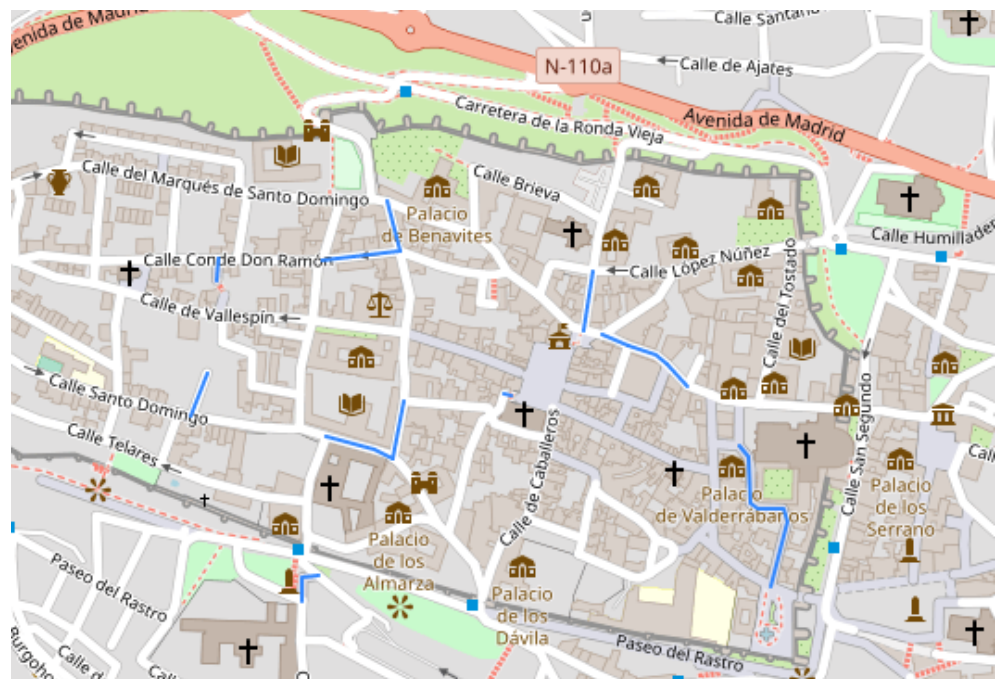 Calle Santana
Avenida de Madrid
N-110a
Calle de Ajates
Carretera de la Ronda Vieja
Avenida de Madrid
Calle del Marqués de Santo Domingo
Calle Brieva
Palacio
de Benavites
Calle Humilladero
Calle Conde Don Ramón
Calle López Núñez
Calle del Tostado
Calle de Vallespín
Calle Santo Domingo
Calle San Segundo
Calle Telares
Calle de Caballeros
Palacio
de Valderrábanos
Palacio
de los
Serrano
Palacio
de los
Almarza
Paseo del Rastro
Palacio
de los
Dávila
Paseo del Rastro